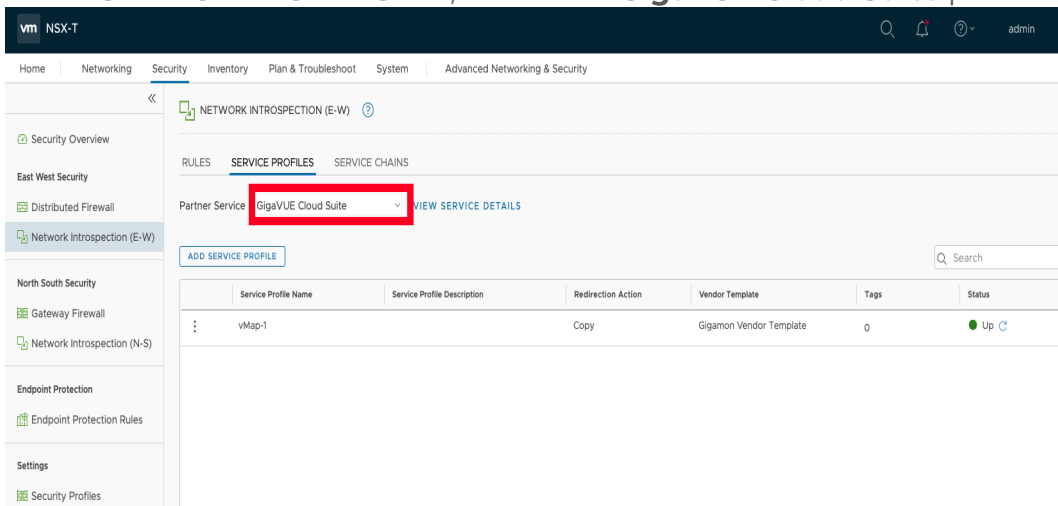 vm NSX-T admin
Home Networking Security Inventory Plan & Troubleshoot System Advanced Networking & Security
«
NETWORK INTROSPECTION (E-W) ?
Security Overview
RULES SERVICE PROFILES SERVICE CHAINS
East West Security
Distributed Firewall
Partner Service GigaVUE Cloud Suite VIEW SERVICE DETAILS
Network Introspection (E-W)
ADD SERVICE PROFILE Search
North South Security
Service Profile Name Service Profile Description Redirection Action Vendor Template Tags Status
Gateway Firewall
vMap-1 Copy Gigamon Vendor Template 0 Up
Network Introspection (N-S)
Endpoint Protection
Endpoint Protection Rules
Settings
Security Profiles